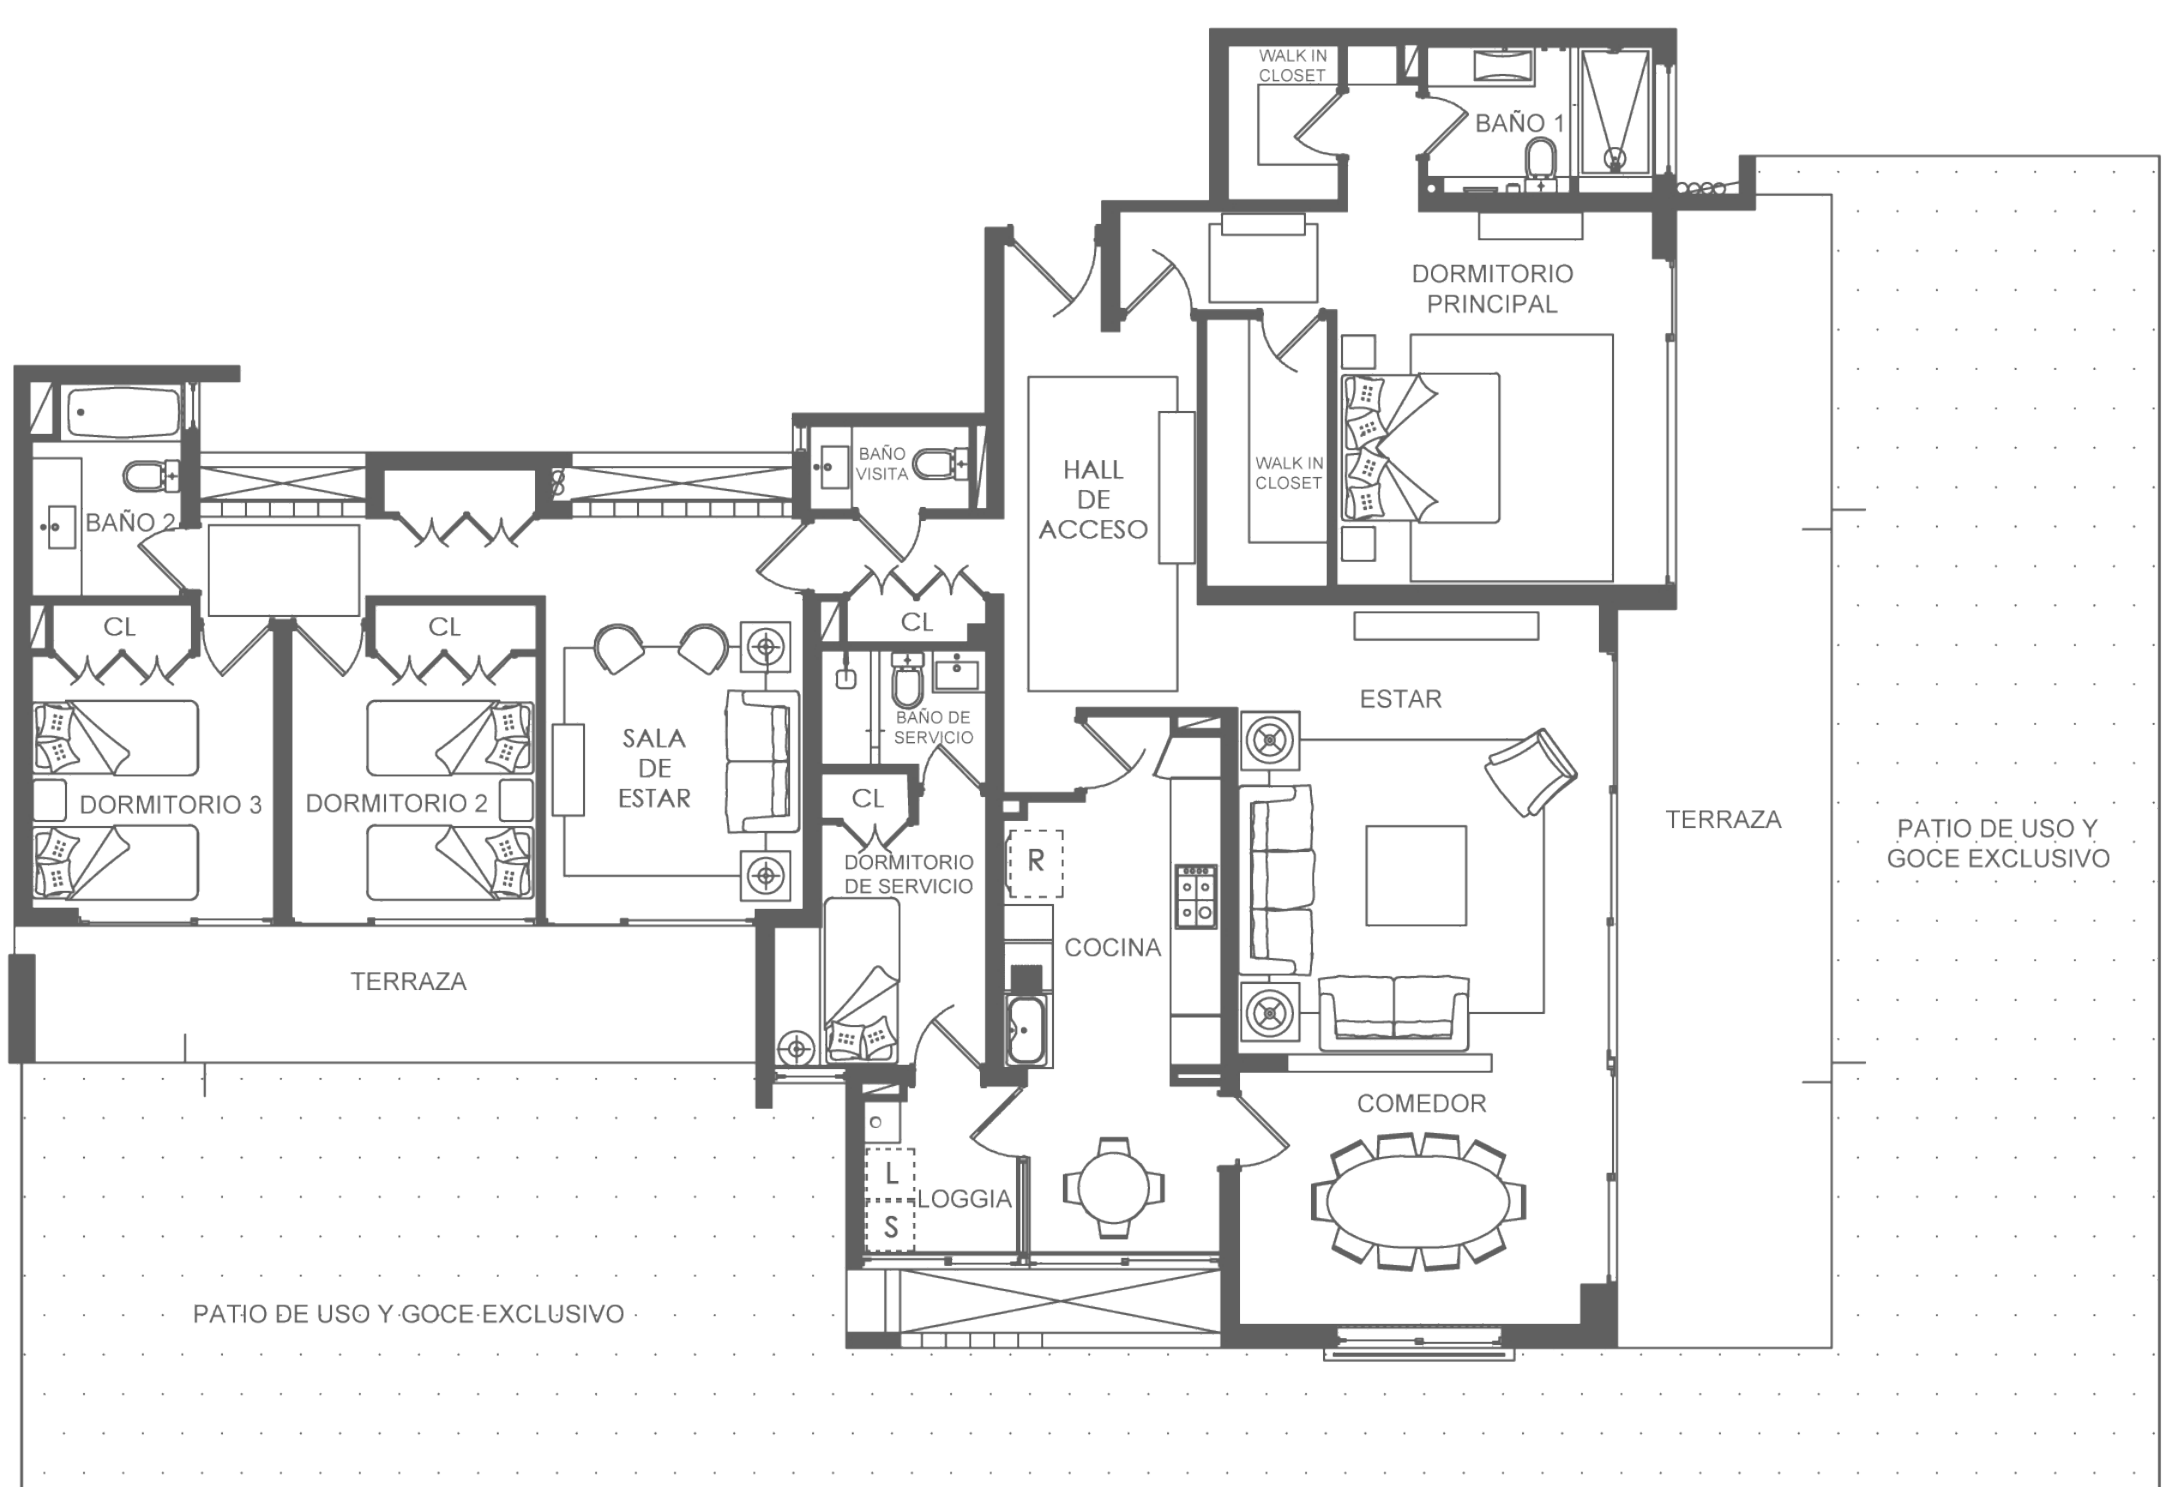 WALK IN
CLOSET
BAÑO 1
DORMITORIO
PRINCIPAL
BAÑO
VISITA
HALL
DE
ACCESO
WALK IN
CLOSET
BAÑO 2
CL
CL
CL
ESTAR
BAÑO DE
SERVICIO
SALA
DE
ESTAR
DORMITORIO 3
DORMITORIO 2
CL
TERRAZA
PATIO DE USO Y
GOCE EXCLUSIVO
DORMITORIO
DE SERVICIO
R
COCINA
TERRAZA
COMEDOR
L
LOGGIA
S
PATIO DE USO Y GOCE EXCLUSIVO